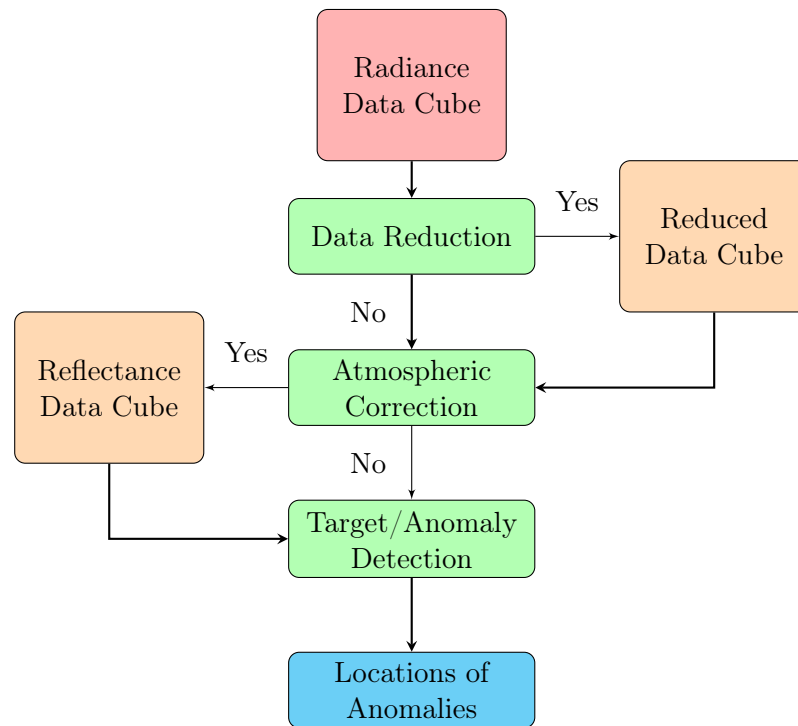 Radiance
Data Cube
Data Reduction
Yes
Reduced
Data Cube
No
Reflectance
Data Cube
Yes
Atmospheric
Correction
No
Target/Anomaly
Detection
Locations of
Anomalies